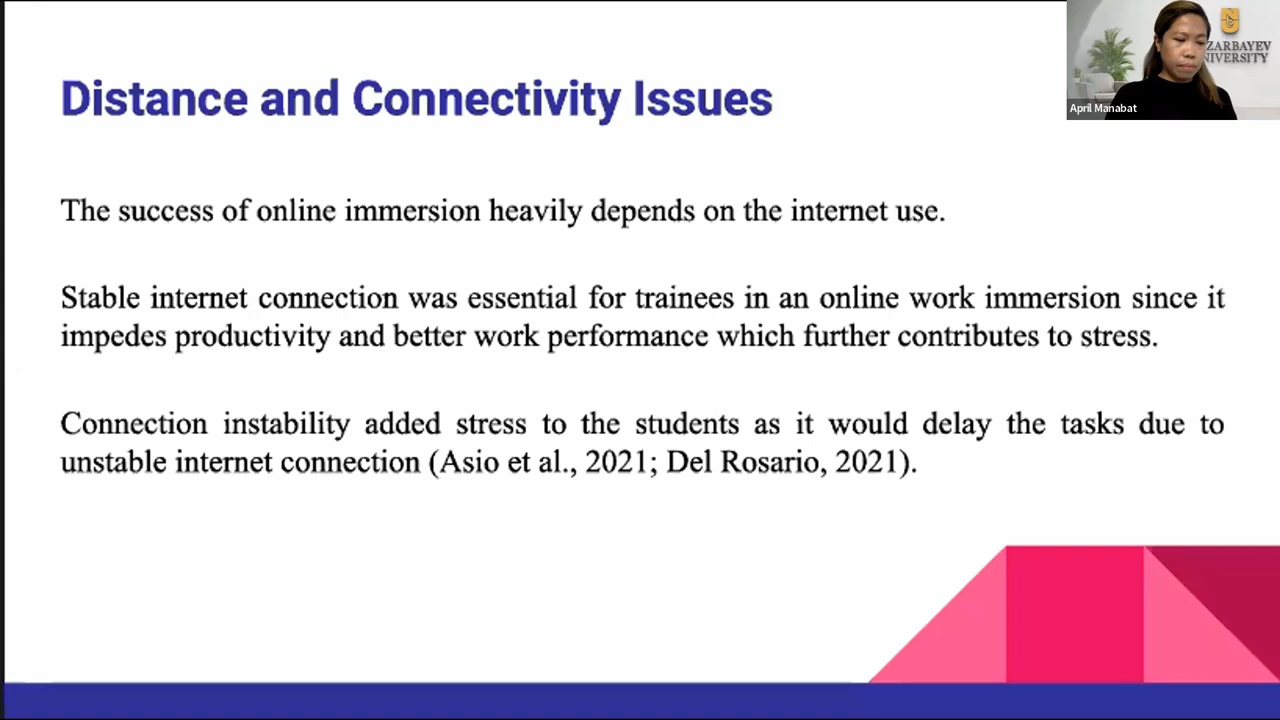 Distance and Connectivity Issues
The success of online immersion heavily depends on the internet use.
Stable internet connection was essential for trainees in an online work immersion since it
impedes productivity and better work performance which further contributes to stress.
Connection instability added stress to the students as it would delay the tasks due to
unstable internet connection (Asio et al., 2021; Del Rosario, 2021).
ZARBAYEV
NIVERSITY
April Manabat